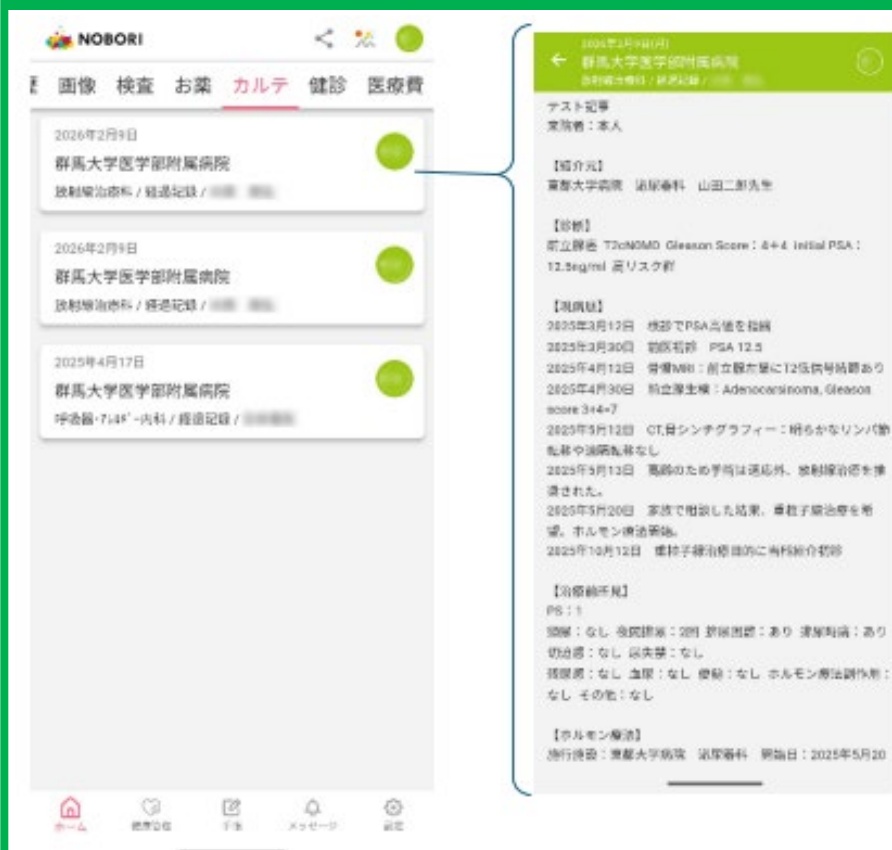 NOBORI
画像 検査 お薬 カルテ 健診 医療費
2026年2月9日
群馬大学医学部附属病院
放射線治療科 / 経過記録 /
2026年2月9日
群馬大学医学部附属病院
放射線治療科 / 経過記録 /
2025年4月17日
群馬大学医学部附属病院
呼吸器・ｱﾚﾙｷﾞｰ内科 / 経過記録 /
ホーム 健康管理 手帳 メッセージ 設定
2026年2月9日(月)
群馬大学医学部附属病院
放射線治療科 / 経過記録 /
テスト記事
来院者：本人
【紹介元】
東都大学病院 泌尿器科 山田二郎先生
【診断】
前立腺癌 T2cN0M0 Gleason Score：4+4 initial PSA：
12.5ng/ml 高リスク群
【現病歴】
2025年3月12日 検診でPSA高値を指摘
2025年3月30日 前医初診 PSA 12.5
2025年4月12日 骨盤MRI：前立腺左葉にT2低信号結節あり
2025年4月30日 前立腺生検：Adenocarsinoma, Gleason
score 3+4=7
2025年5月12日 CT,骨シンチグラフィー：明らかなリンパ節
転移や遠隔転移なし
2025年5月13日 高齢のため手術は適応外、放射線治療を推
奨された。
2025年5月20日 家族で相談した結果、重粒子線治療を希
望。ホルモン療法開始。
2025年10月12日 重粒子線治療目的に当科紹介初診
【治療前所見】
PS：1
頻尿：なし 夜間排尿：2回 排尿困難：あり 排尿時痛：あり
切迫感：なし 尿失禁：なし
残尿感：なし 血尿：なし 便秘：なし ホルモン療法副作用：
なし その他：なし
【ホルモン療法】
施行施設：東都大学病院 泌尿器科 開始日：2025年5月20